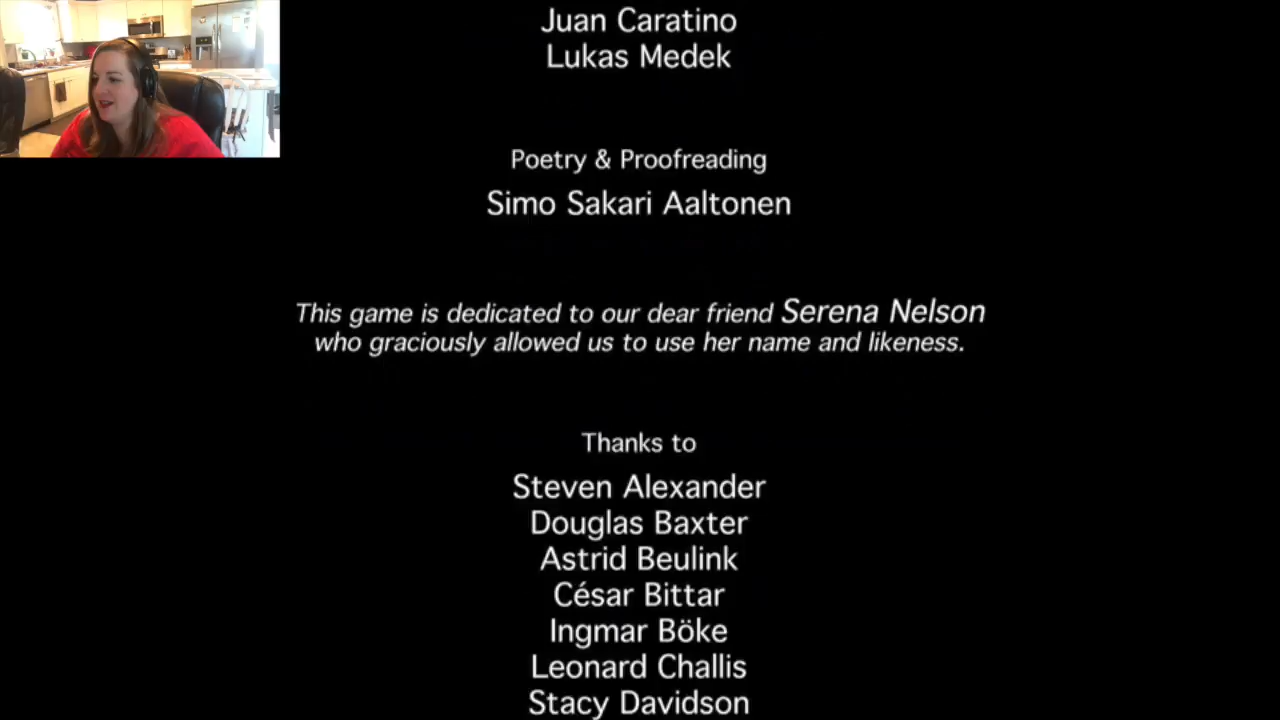 Juan Caratino
Lukas Medek
Poetry & Proofreading
Simo Sakari Aaltonen
This game is dedicated to our dear friend Serena Nelson
who graciously allowed us to use her name and likeness.
Thanks to
Steven Alexander
Douglas Baxter
Astrid Beulink
César Bittar
Ingmar Böke
Leonard Challis
Stacy Davidson